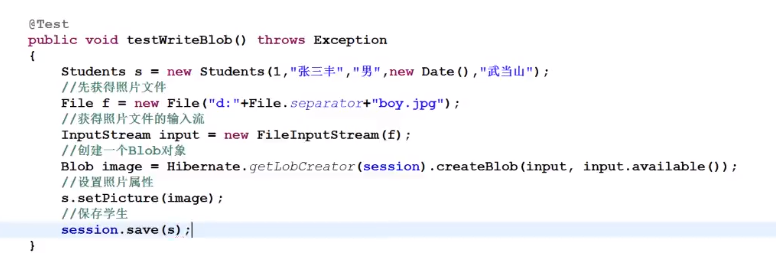 @Test
public void testWriteBlob() throws Exception
{
    Students s = new Students(1,"张三丰","男",new Date(),"武当山");
    //先获得照片文件
    File f = new File("d:"+File.separator+"boy.jpg");
    //获得照片文件的输入流
    InputStream input = new FileInputStream(f);
    //创建一个Blob对象
    Blob image = Hibernate.getLobCreator(session).createBlob(input, input.available());
    //设置照片属性
    s.setPicture(image);
    //保存学生
    session.save(s);
}